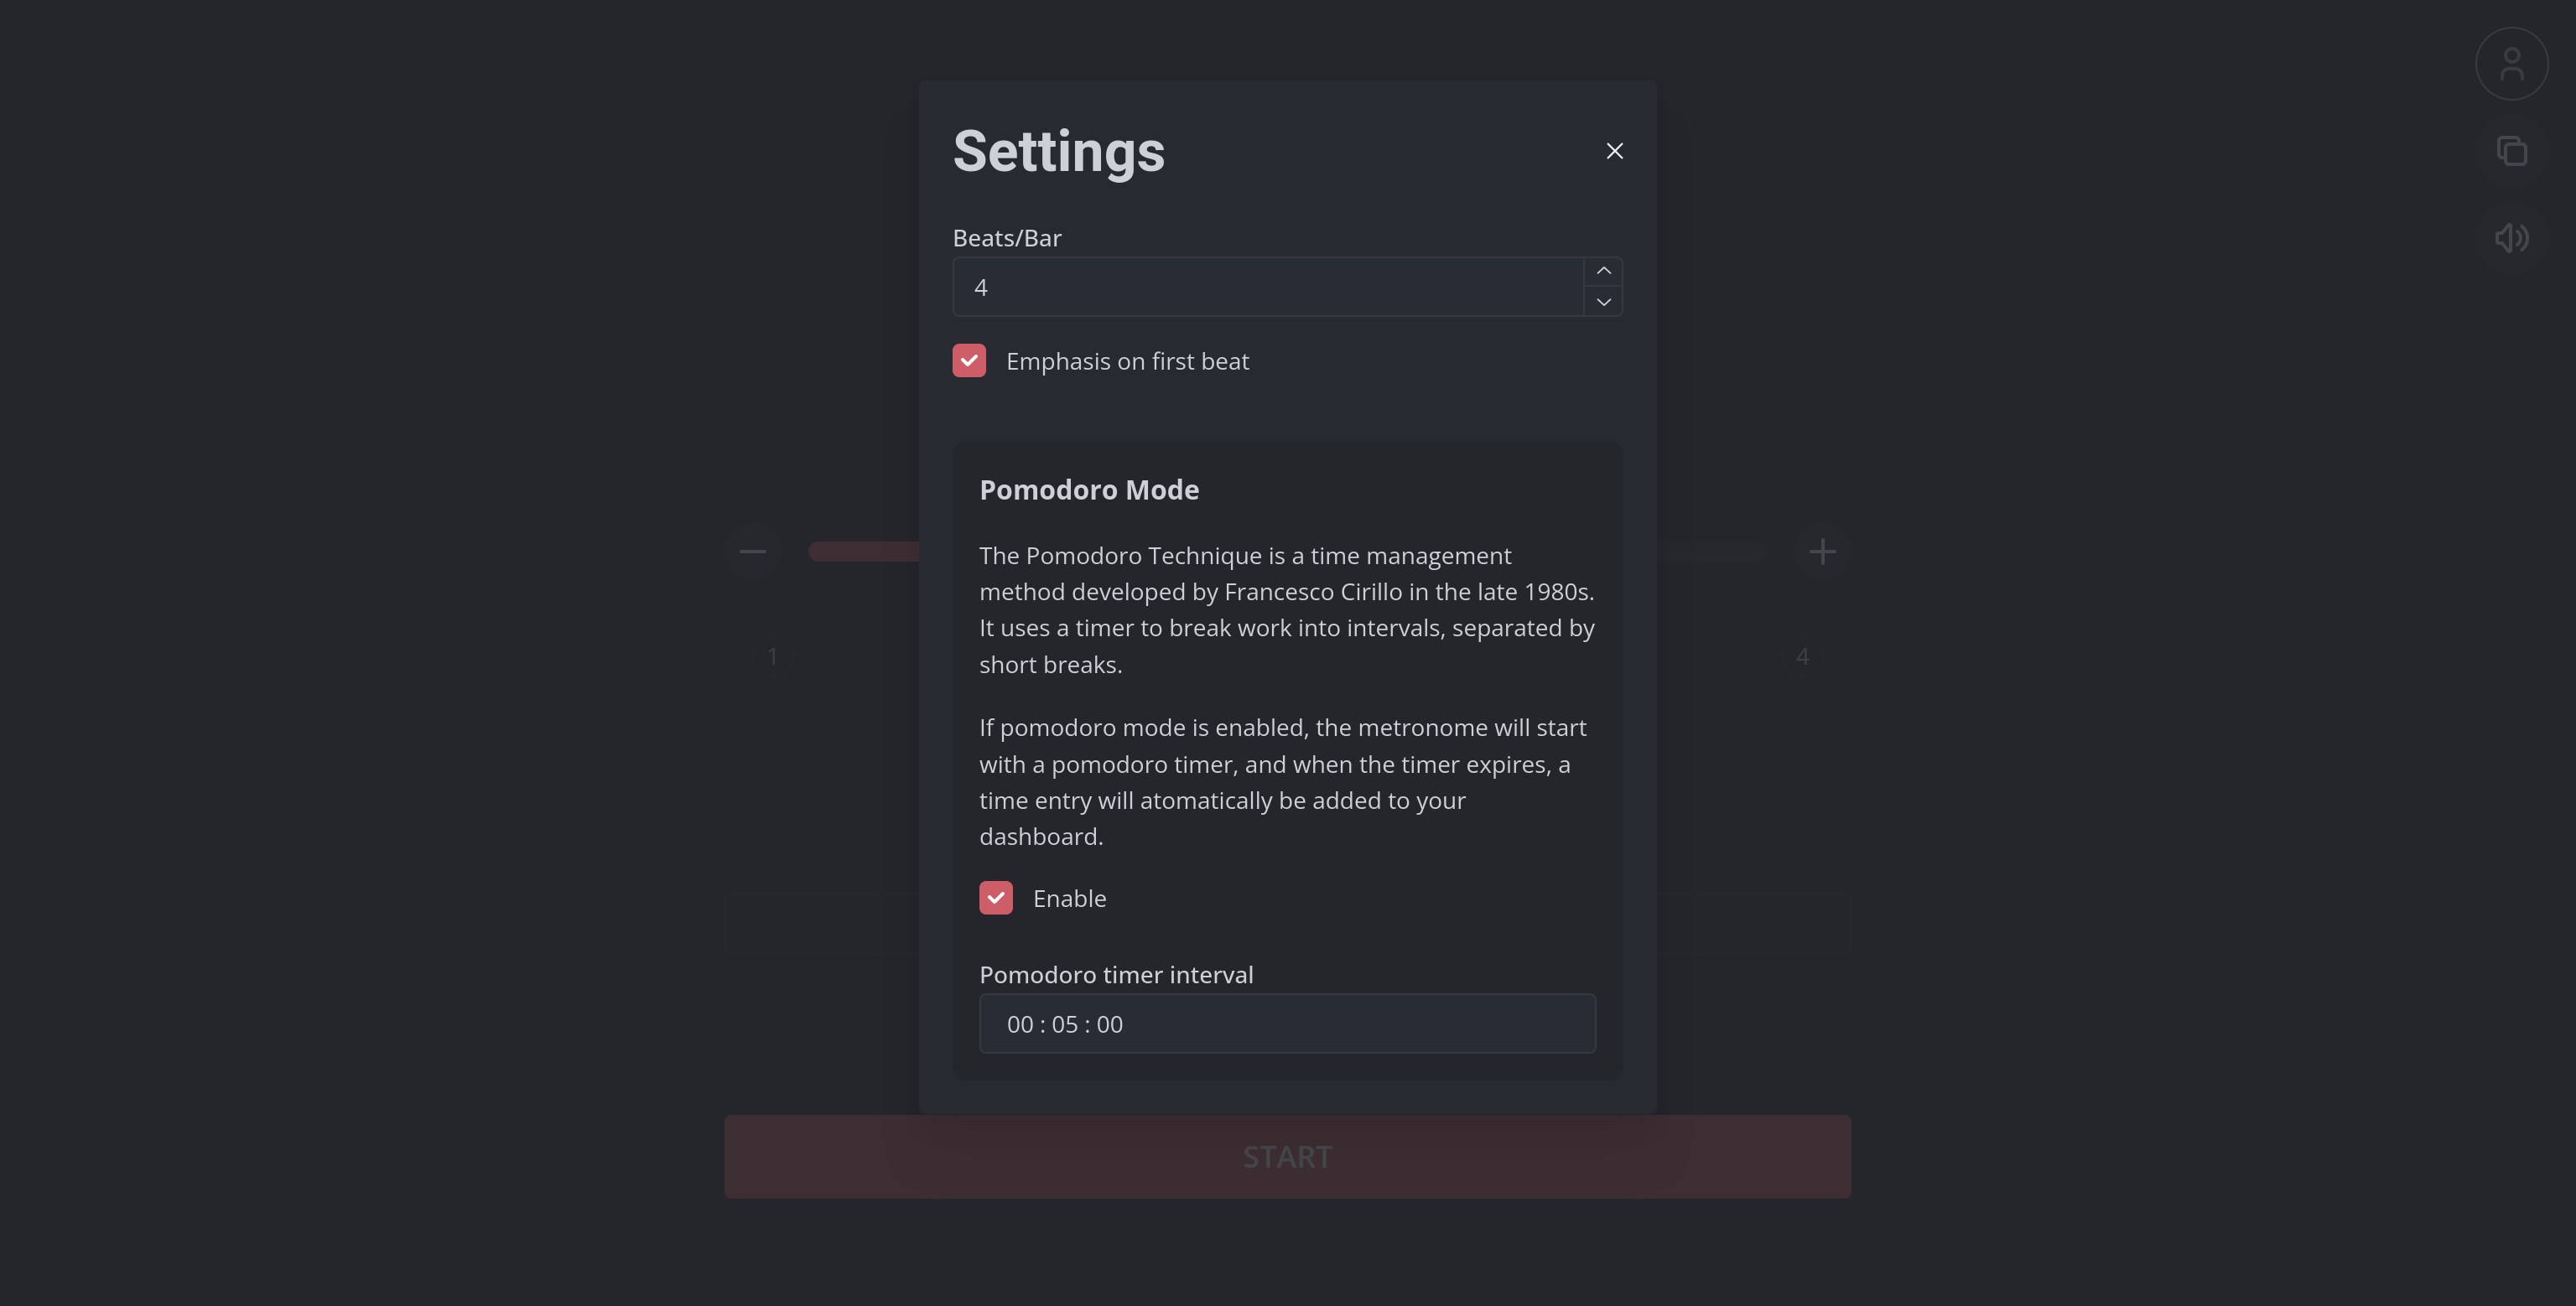 Settings
Beats/Bar
4
Emphasis on first beat
Pomodoro Mode
The Pomodoro Technique is a time management
method developed by Francesco Cirillo in the late 1980s.
It uses a timer to break work into intervals, separated by
short breaks.
1
4
If pomodoro mode is enabled, the metronome will start
with a pomodoro timer, and when the timer expires, a
time entry will atomatically be added to your
dashboard.
Enable
Pomodoro timer interval
00 : 05 : 00
START